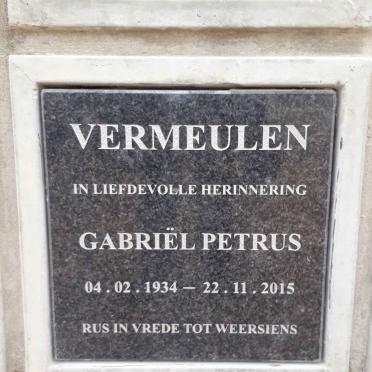 VERMEULEN
IN LIEFDEVOLLE HERINNERING
GABRIËL PETRUS
04 . 02 . 1934 – 22 . 11 . 2015
RUS IN VREDE TOT WEERSIENS